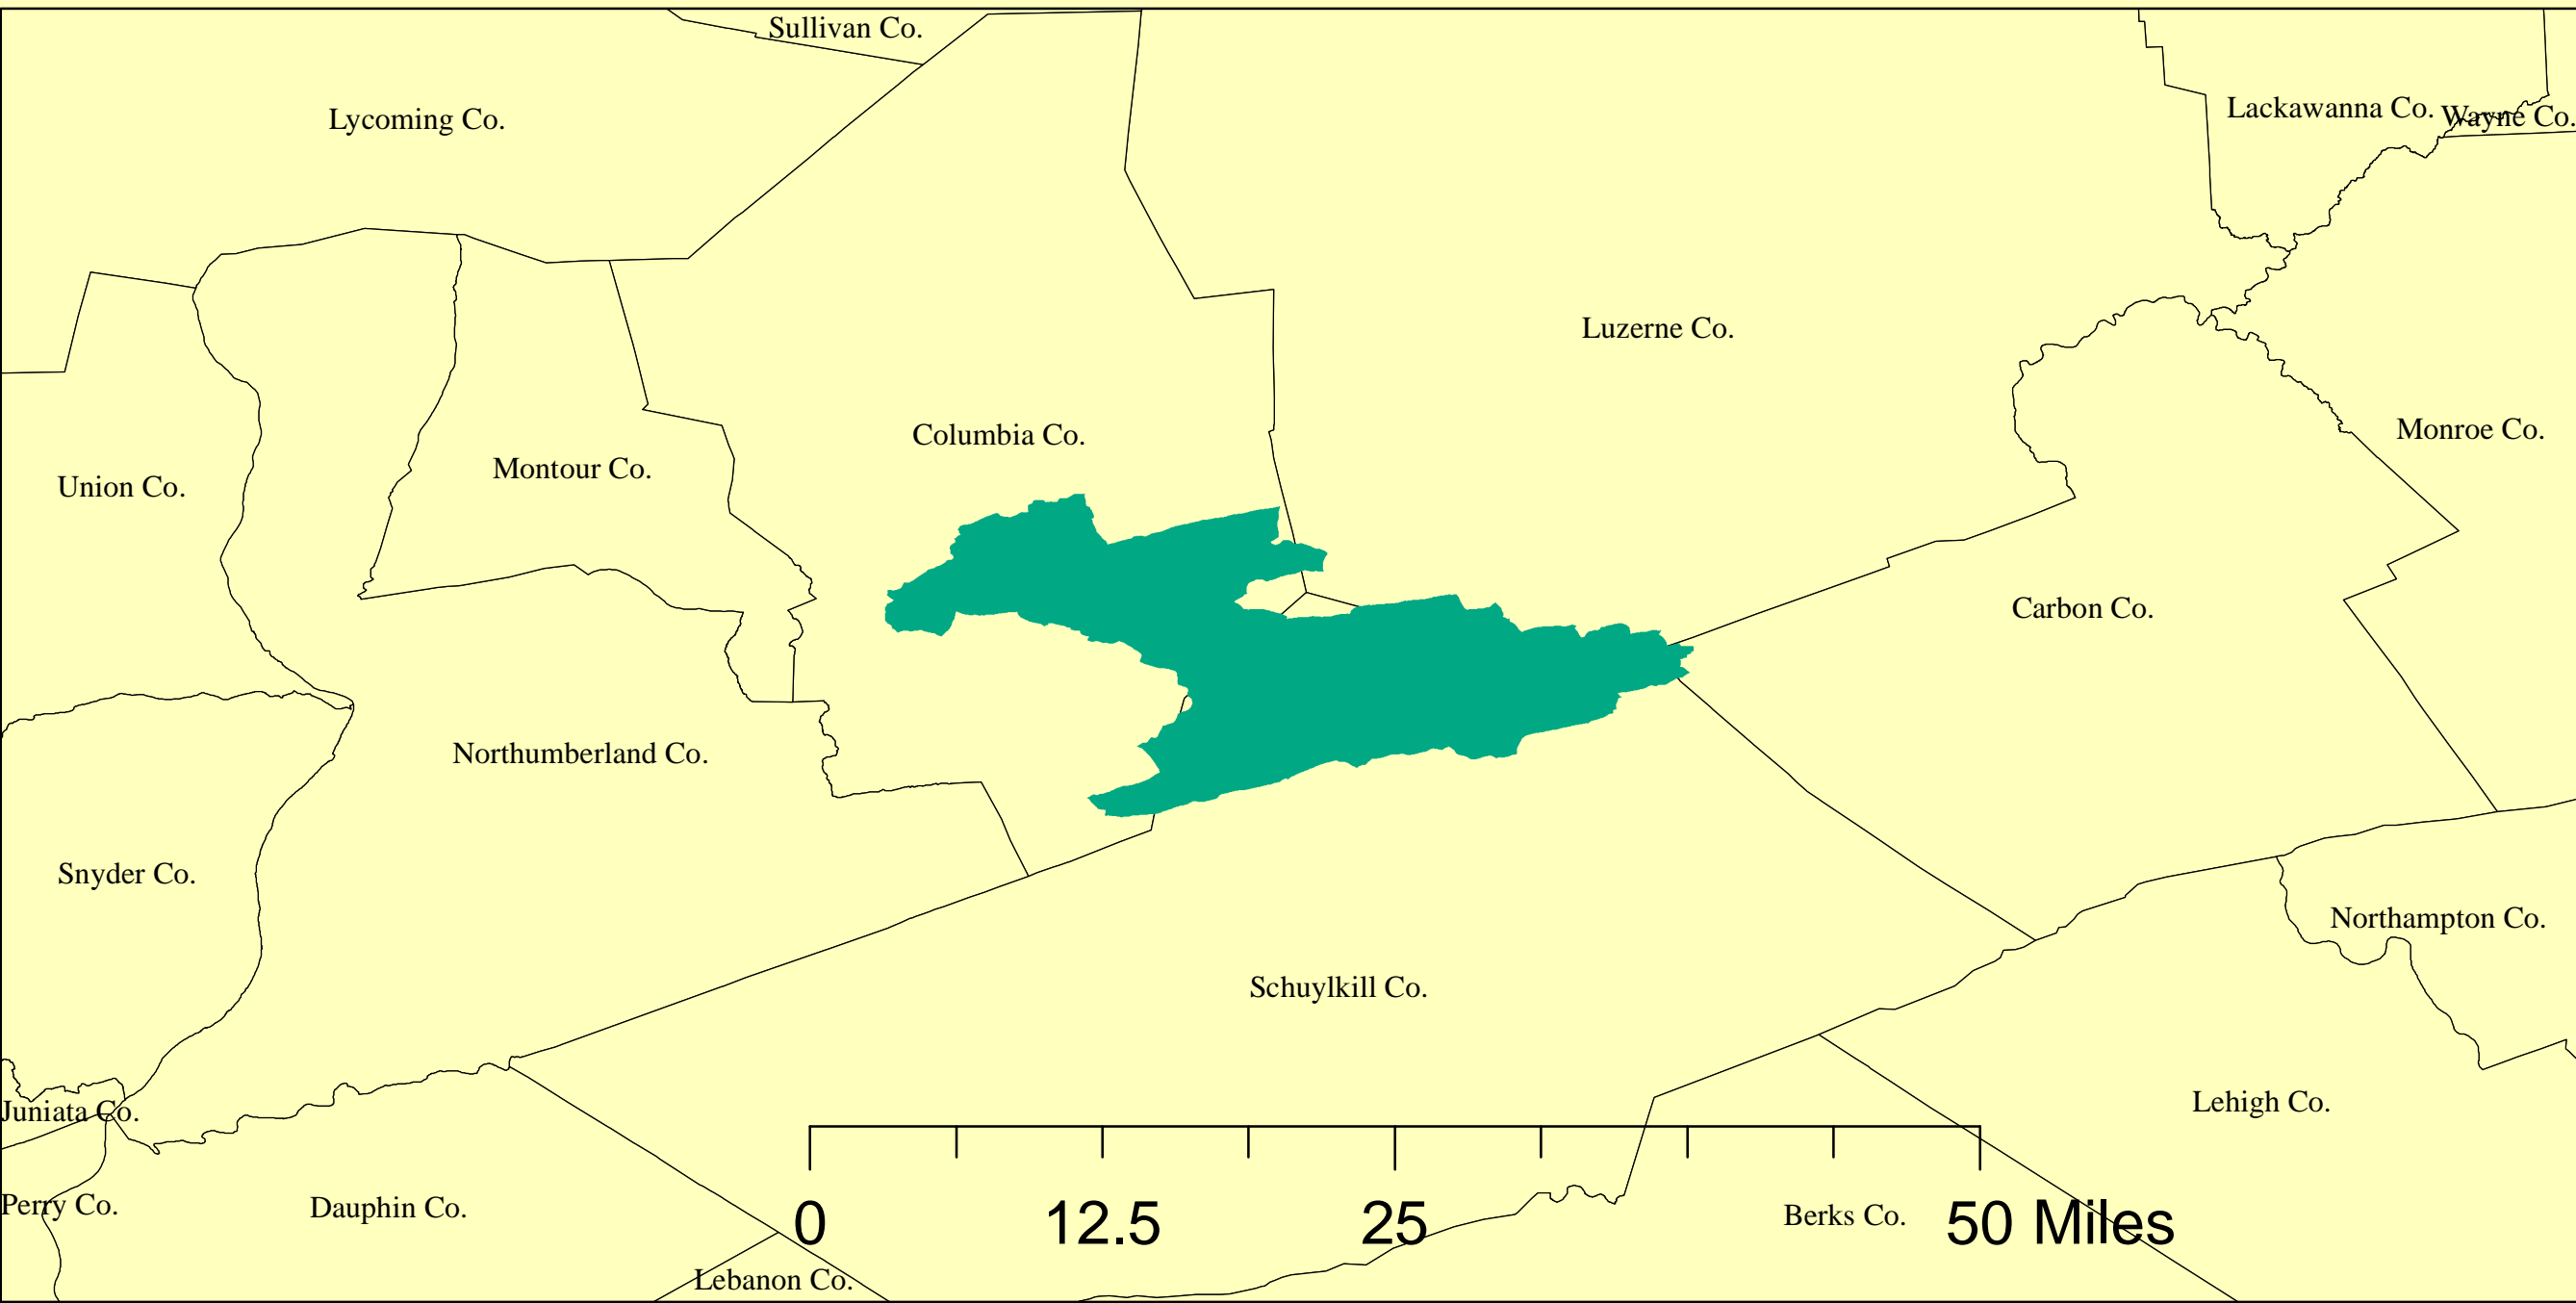 Sullivan Co.
Lycoming Co.
Lackawanna Co.
Wayne Co.
Luzerne Co.
Columbia Co.
Monroe Co.
Montour Co.
Union Co.
Carbon Co.
Northumberland Co.
Snyder Co.
Northampton Co.
Schuylkill Co.
Juniata Co.
Lehigh Co.
Perry Co.
Dauphin Co.
Berks Co.
0 12.5 25 50 Miles
Lebanon Co.